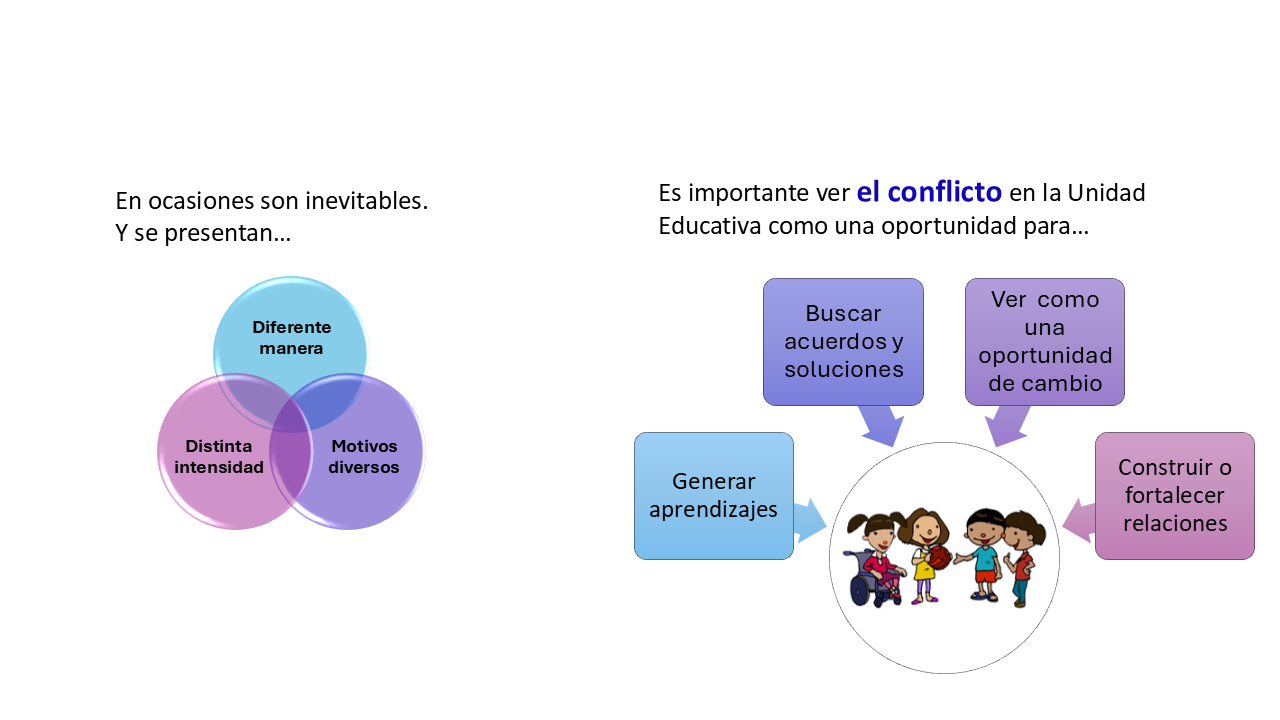 En ocasiones son inevitables.
Y se presentan...
Diferente
manera
Distinta
intensidad
Motivos
diversos
Es importante ver el conflicto en la Unidad
Educativa como una oportunidad para...
Generar
aprendizajes
Buscar
acuerdos y
soluciones
Ver como
una
oportunidad
de cambio
Construir o
fortalecer
relaciones